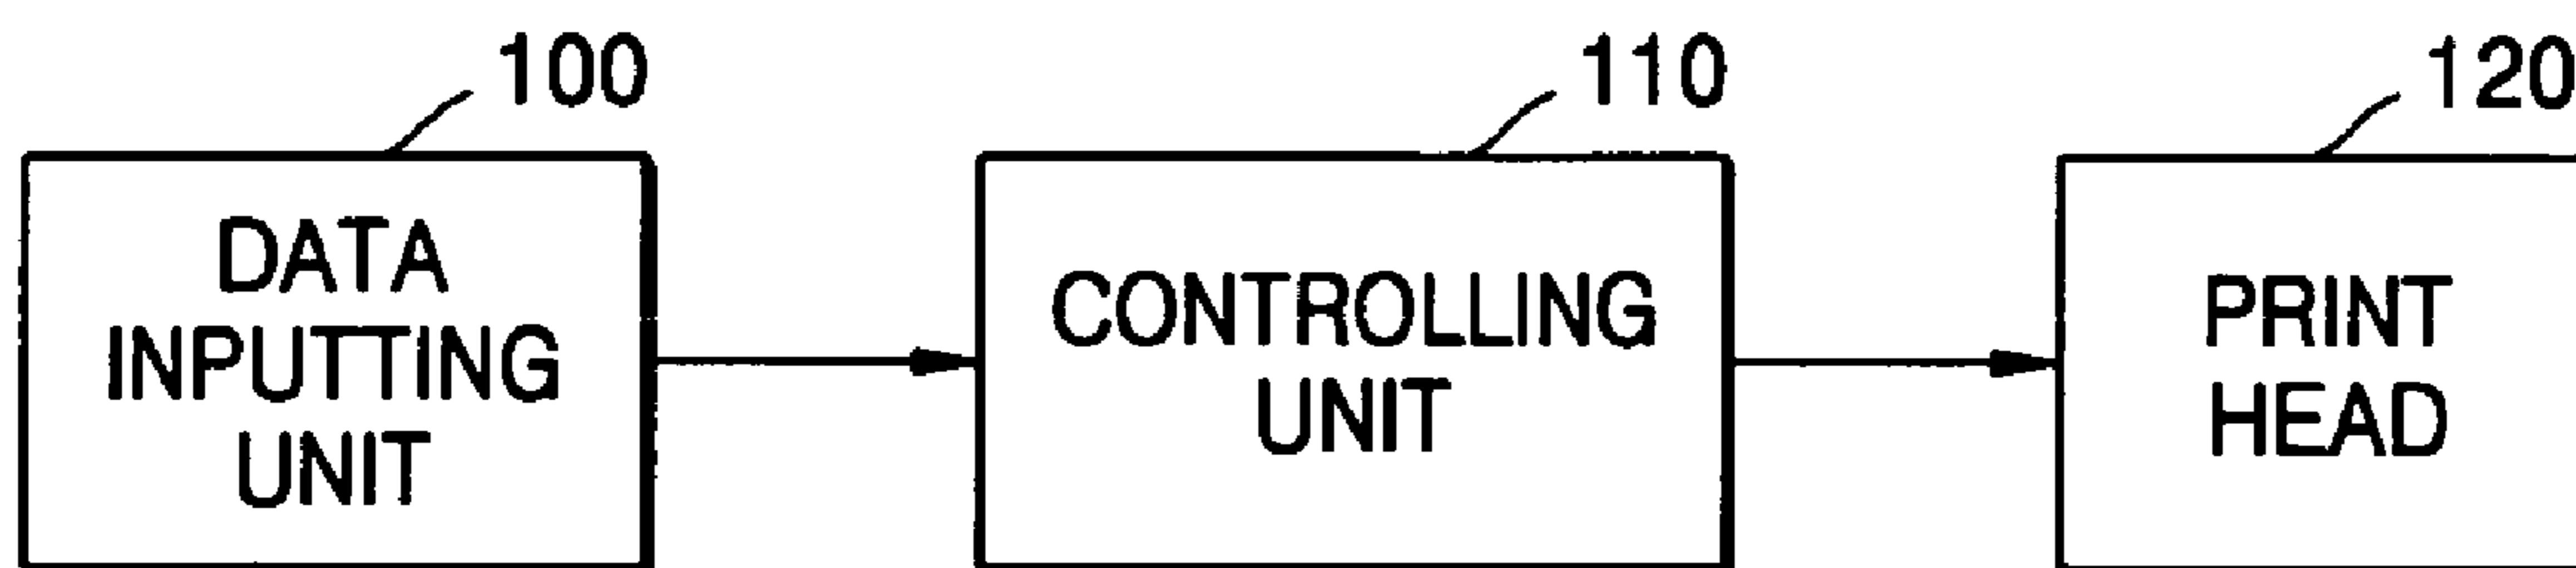 100
110
120
DATA
INPUTTING
UNIT
CONTROLLING
UNIT
PRINT
HEAD